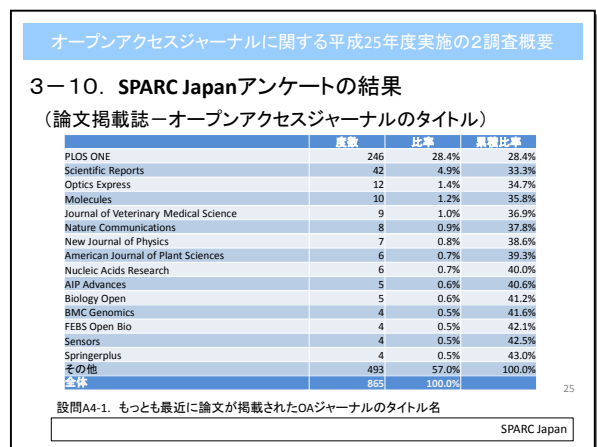 オープンアクセスジャーナルに関する平成25年度実施の2調査概要
3－10．SPARC Japanアンケートの結果
（論文掲載誌－オープンアクセスジャーナルのタイトル）
度数 比率 累積比率
PLOS ONE 246 28.4% 28.4%
Scientific Reports 42 4.9% 33.3%
Optics Express 12 1.4% 34.7%
Molecules 10 1.2% 35.8%
Journal of Veterinary Medical Science 9 1.0% 36.9%
Nature Communications 8 0.9% 37.8%
New Journal of Physics 7 0.8% 38.6%
American Journal of Plant Sciences 6 0.7% 39.3%
Nucleic Acids Research 6 0.7% 40.0%
AIP Advances 5 0.6% 40.6%
Biology Open 5 0.6% 41.2%
BMC Genomics 4 0.5% 41.6%
FEBS Open Bio 4 0.5% 42.1%
Sensors 4 0.5% 42.5%
Springerplus 4 0.5% 43.0%
その他 493 57.0% 100.0%
全体 865 100.0%
25
設問A4-1．もっとも最近に論文が掲載されたOAジャーナルのタイトル名
SPARC Japan